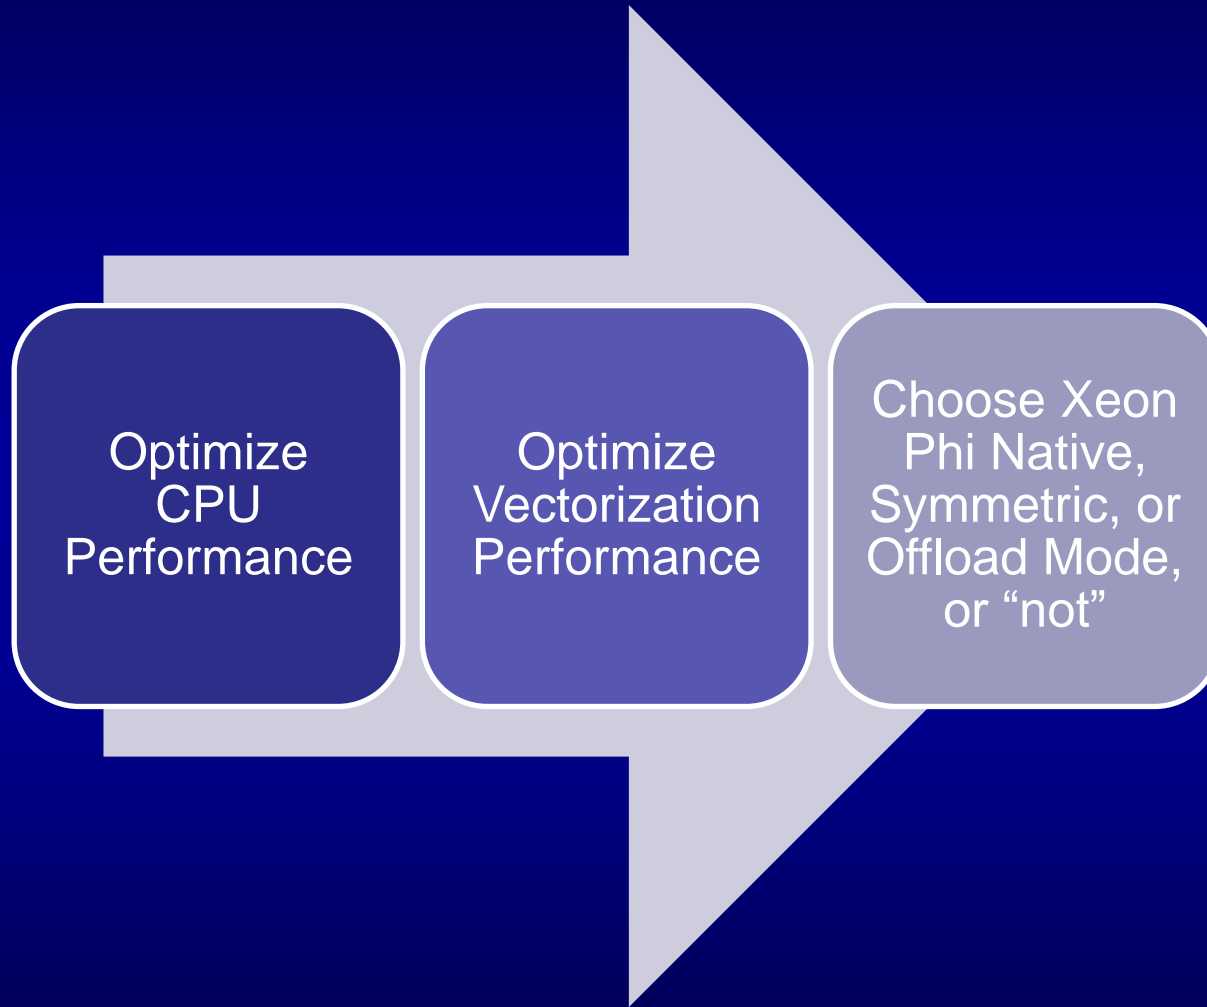 Optimize
CPU
Performance
Optimize
Vectorization
Performance
Choose Xeon
Phi Native,
Symmetric, or
Offload Mode,
or “not”